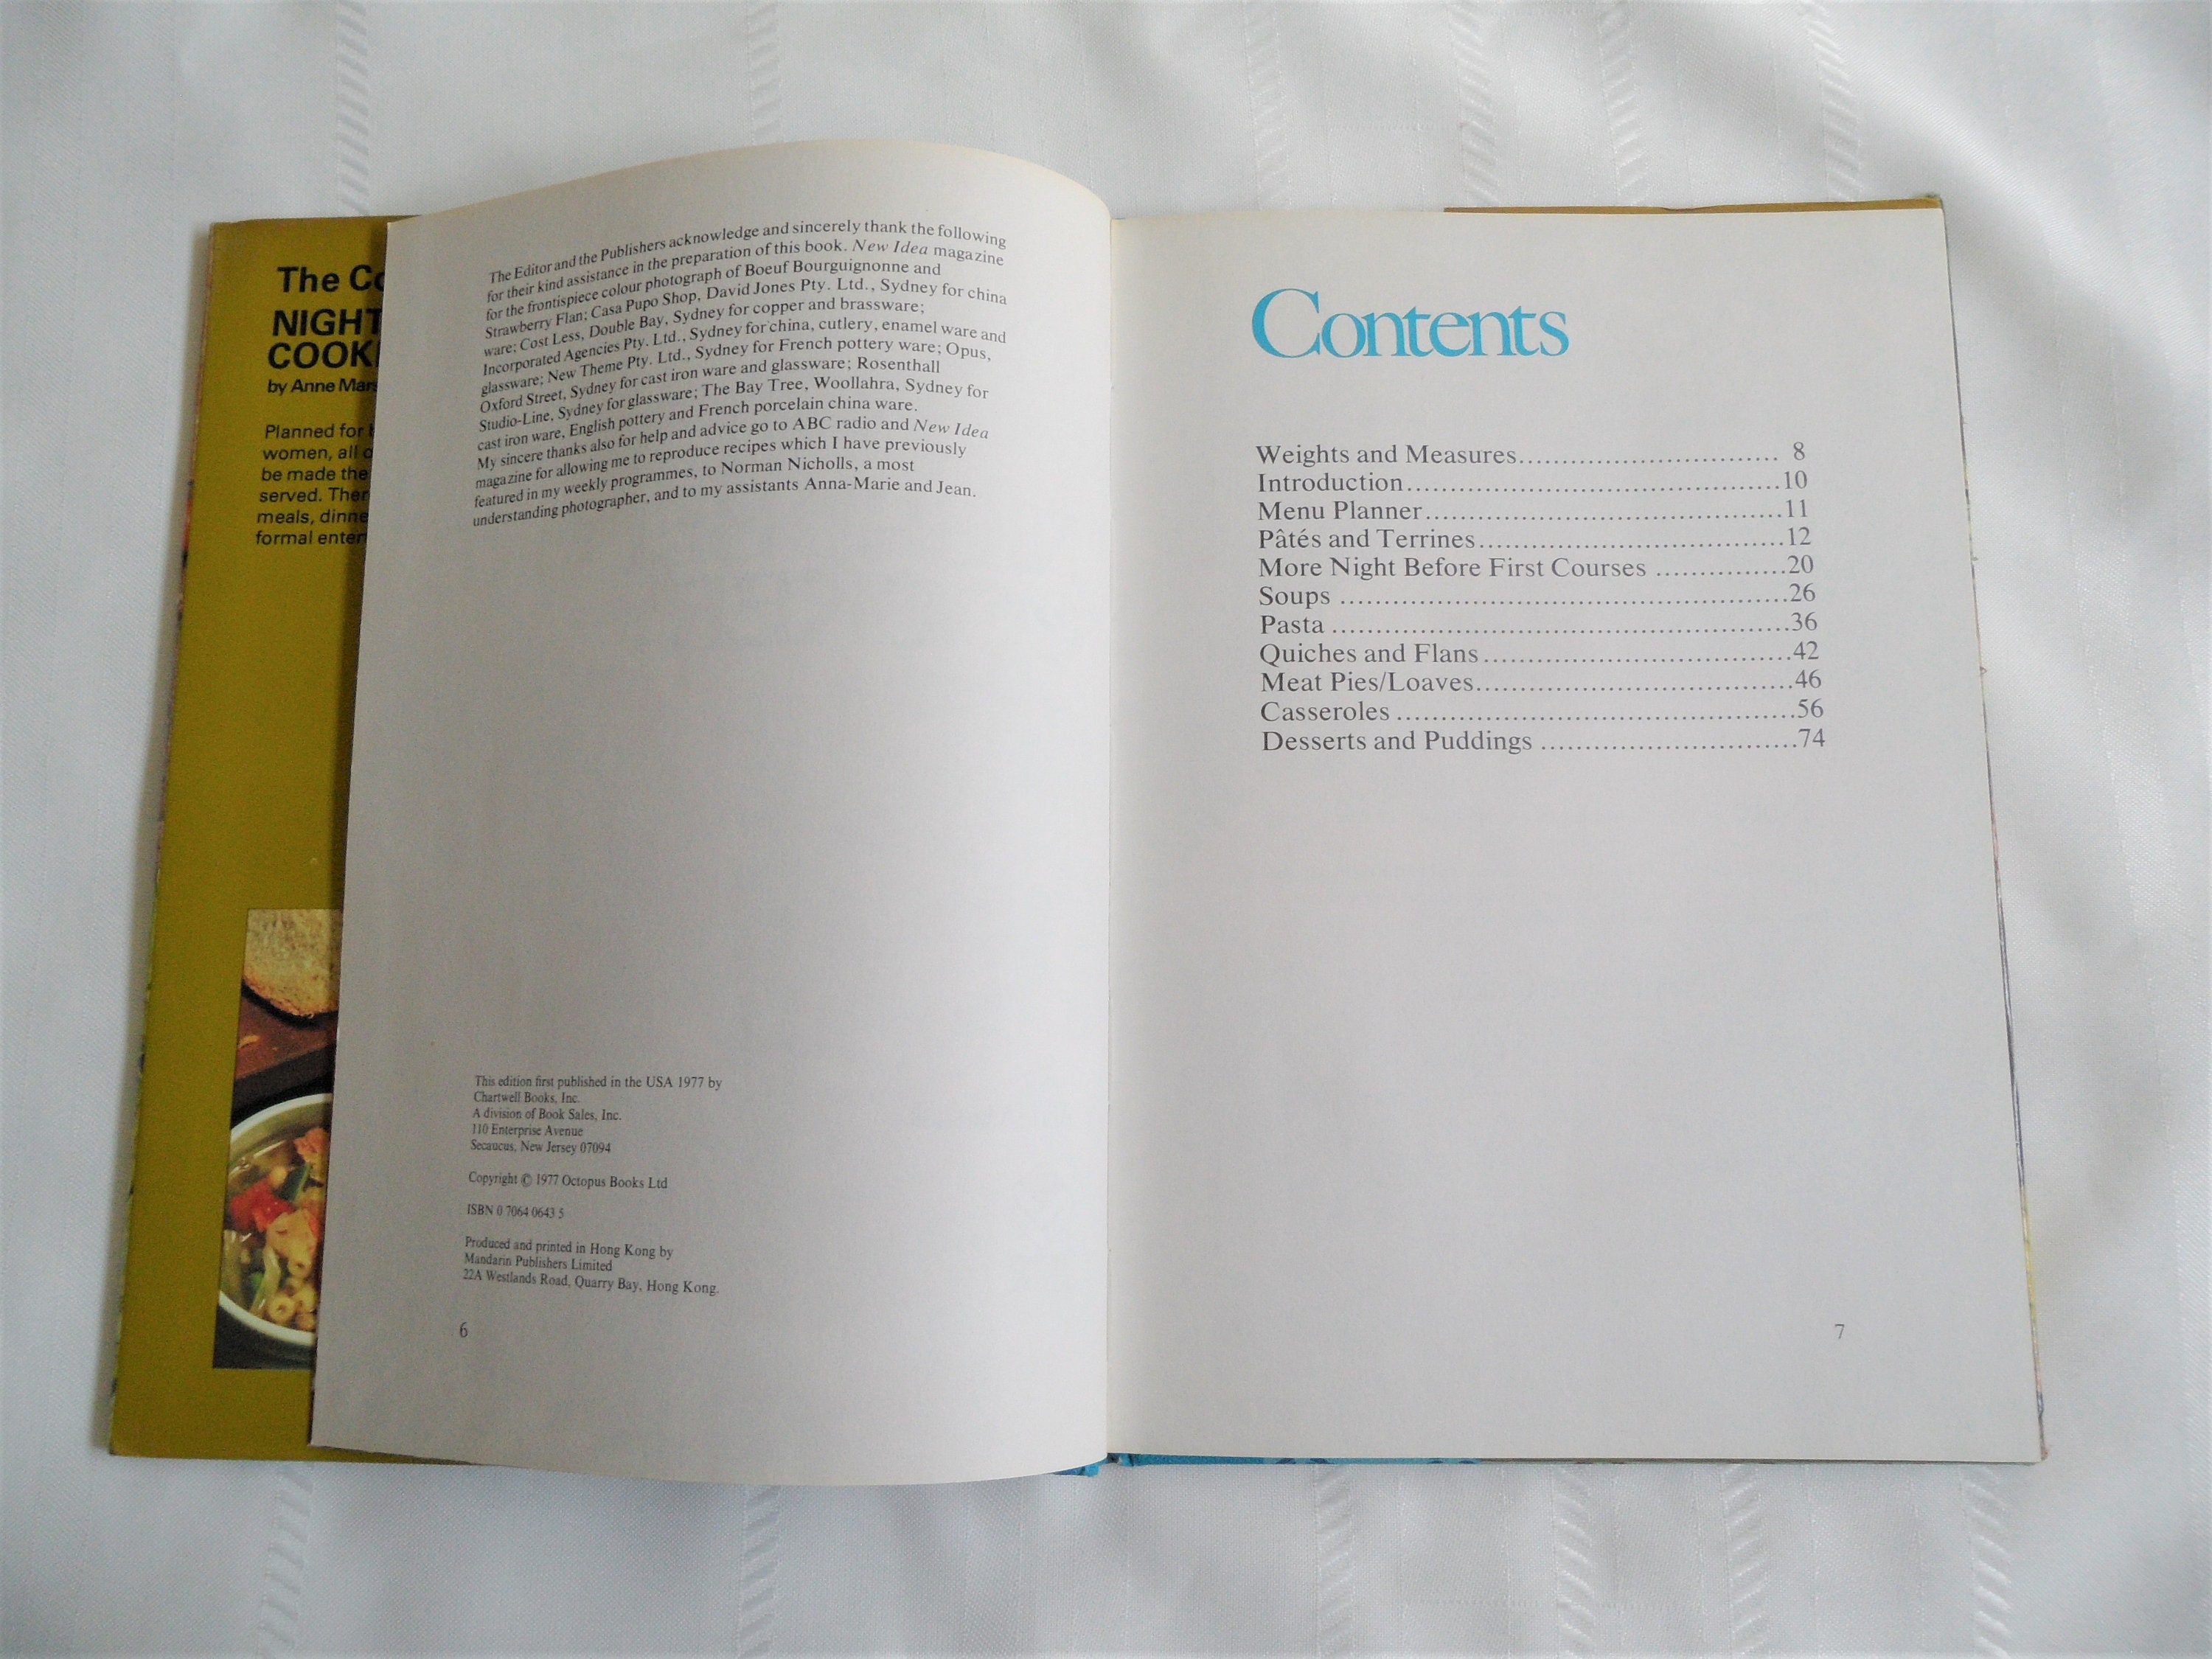 The Co
NIGHT
COOK
by Anne Mars
Planned for
women, all
be made the
served. Ther
meals, dinne
formal enter
The Editor and the Publishers acknowledge and sincerely thank the following
for their kind assistance in the preparation of this book. New Idea magazine
for the frontispiece colour photograph of Boeuf Bourguignonne and
Strawberry Flan; Casa Pupo Shop, David Jones Pty. Ltd., Sydney for china
ware; Cost Less, Double Bay, Sydney for copper and brassware;
Incorporated Agencies Pty. Ltd., Sydney for china, cutlery, enamel ware and
glassware; New Theme Pty. Ltd., Sydney for French pottery ware; Opus,
Oxford Street, Sydney for cast iron ware and glassware; Rosenthall
Studio-Line, Sydney for glassware; The Bay Tree, Woollahra, Sydney for
cast iron ware, English pottery and French porcelain china ware.
My sincere thanks also for help and advice go to ABC radio and New Idea
magazine for allowing me to reproduce recipes which I have previously
featured in my weekly programmes, to Norman Nicholls, a most
understanding photographer, and to my assistants Anna-Marie and Jean.
This edition first published in the USA 1977 by
Chartwell Books, Inc.
A division of Book Sales, Inc.
110 Enterprise Avenue
Secaucus, New Jersey 07094
Copyright © 1977 Octopus Books Ltd
ISBN 0 7064 0643 5
Produced and printed in Hong Kong by
Mandarin Publishers Limited
22A Westlands Road, Quarry Bay, Hong Kong.
6
Contents
Weights and Measures............................. 8
Introduction..........................................10
Menu Planner........................................11
Pâtés and Terrines..................................12
More Night Before First Courses ...............20
Soups ..................................................26
Pasta ...................................................36
Quiches and Flans..................................42
Meat Pies/Loaves...................................46
Casseroles ............................................56
Desserts and Puddings ............................74
7